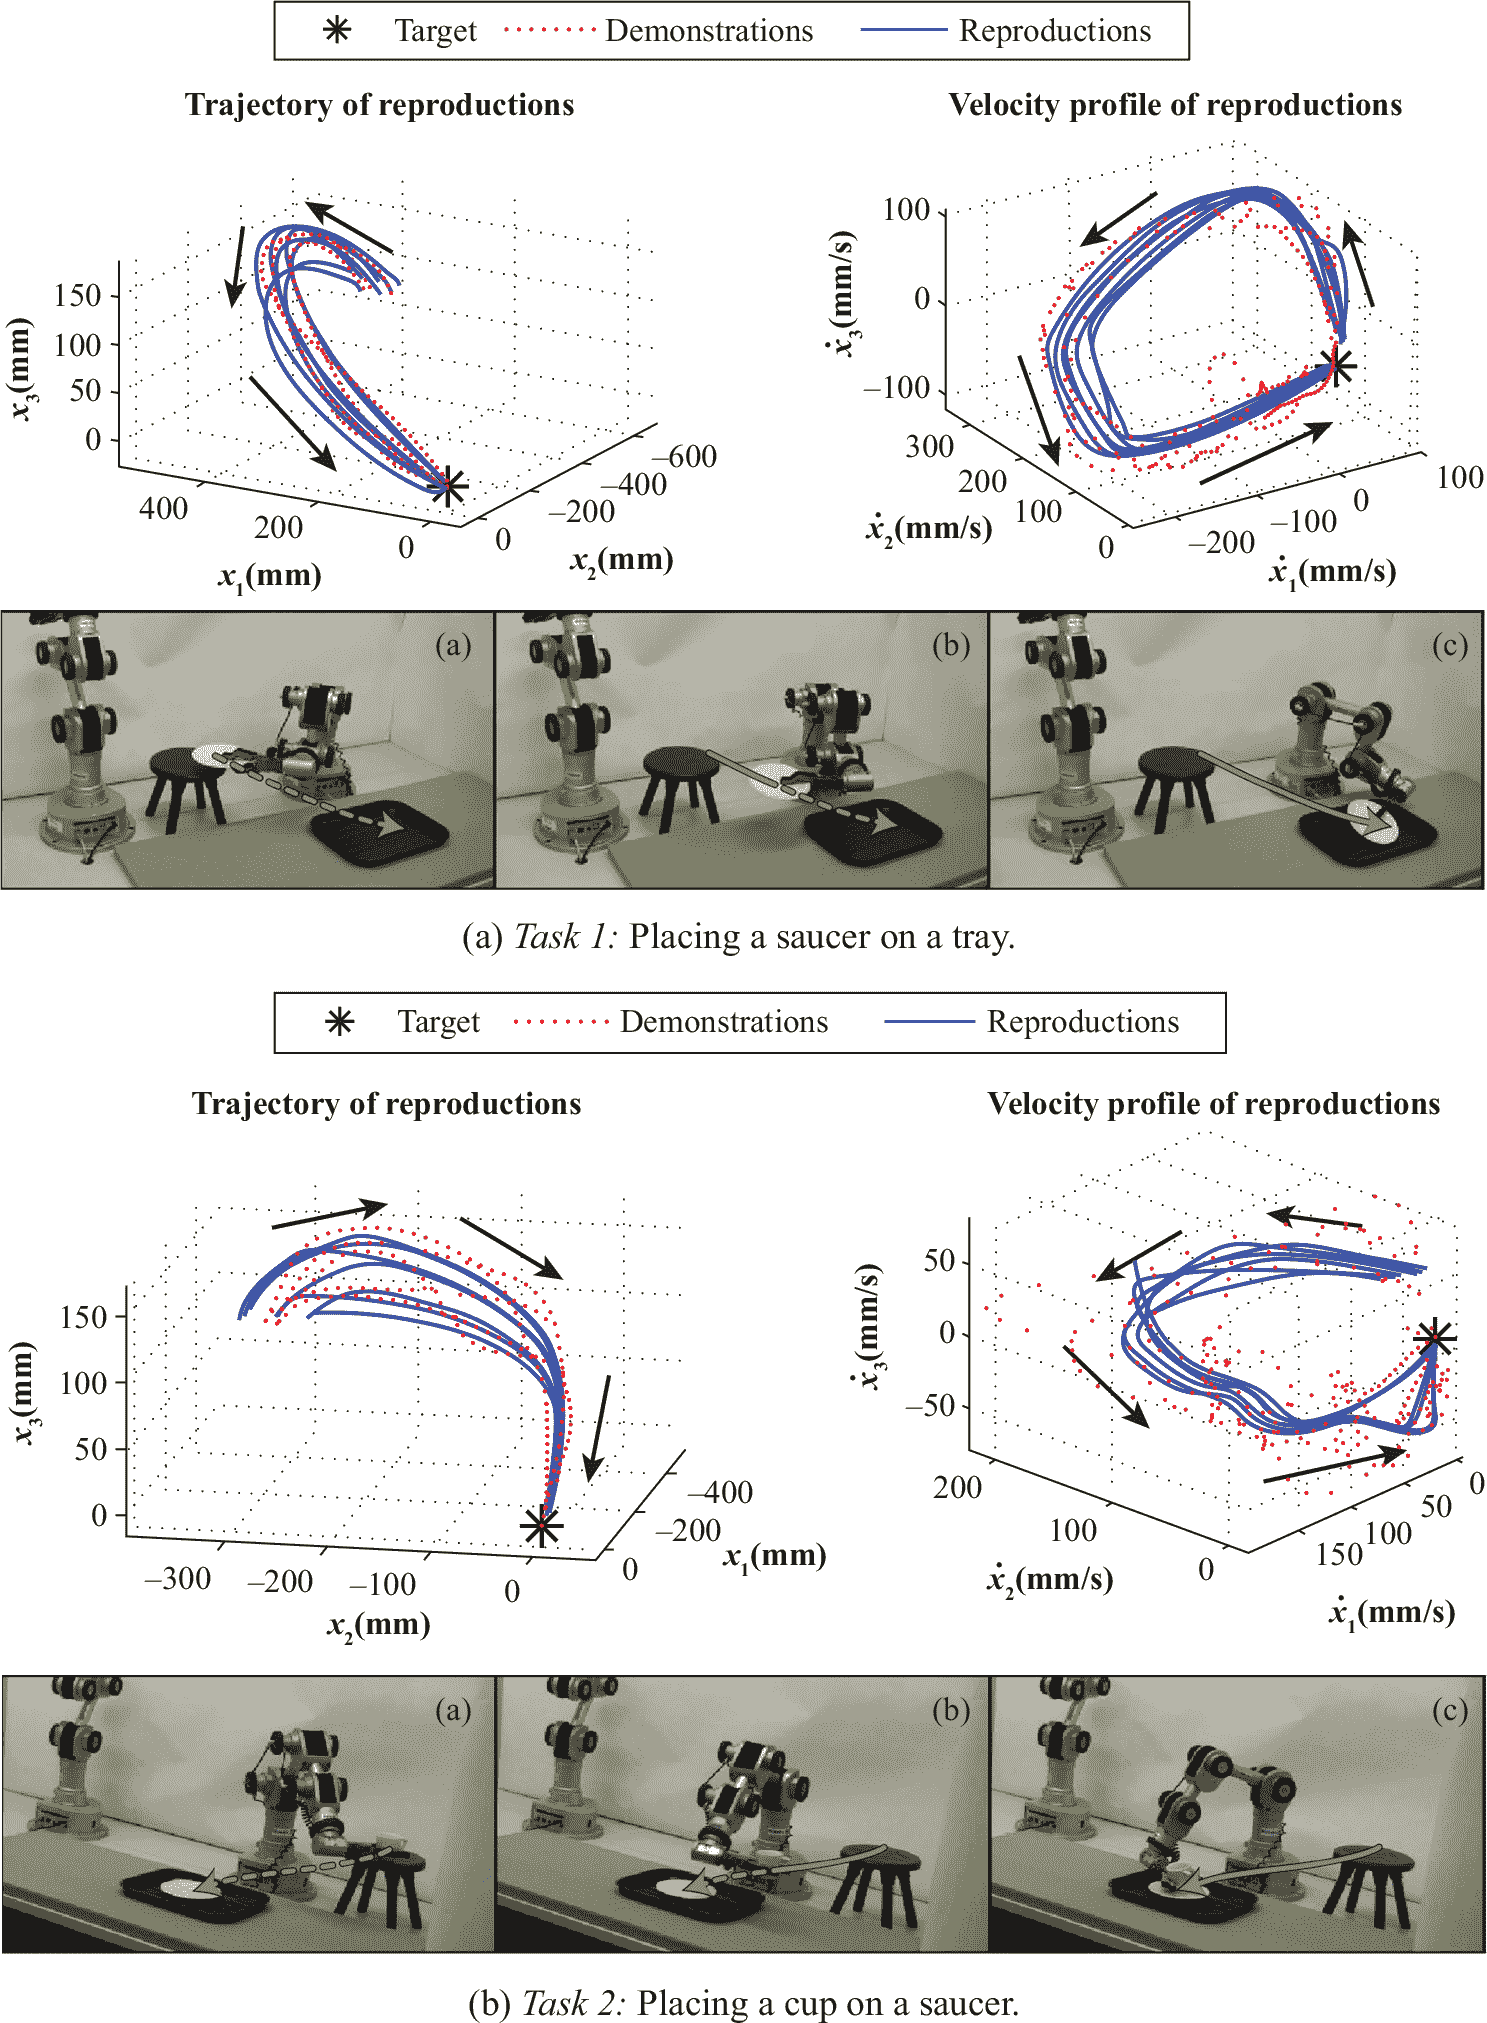 Target Demonstrations Reproductions
Trajectory of reproductions
Velocity profile of reproductions
x3(mm)
150
100
50
0
400
200
0
x1(mm)
0
–200
–400
–600
x2(mm)
ẋ3(mm/s)
100
0
–100
300
200
100
0
ẋ2(mm/s)
–200
–100
0
100
ẋ1(mm/s)
(a)
(b)
(c)
(a) Task 1: Placing a saucer on a tray.
Target Demonstrations Reproductions
Trajectory of reproductions
Velocity profile of reproductions
x3(mm)
150
100
50
0
–300
–200
–100
0
x2(mm)
0
–200
–400
x1(mm)
ẋ3(mm/s)
50
0
–50
200
100
0
ẋ2(mm/s)
150
100
50
0
ẋ1(mm/s)
(a)
(b)
(c)
(b) Task 2: Placing a cup on a saucer.